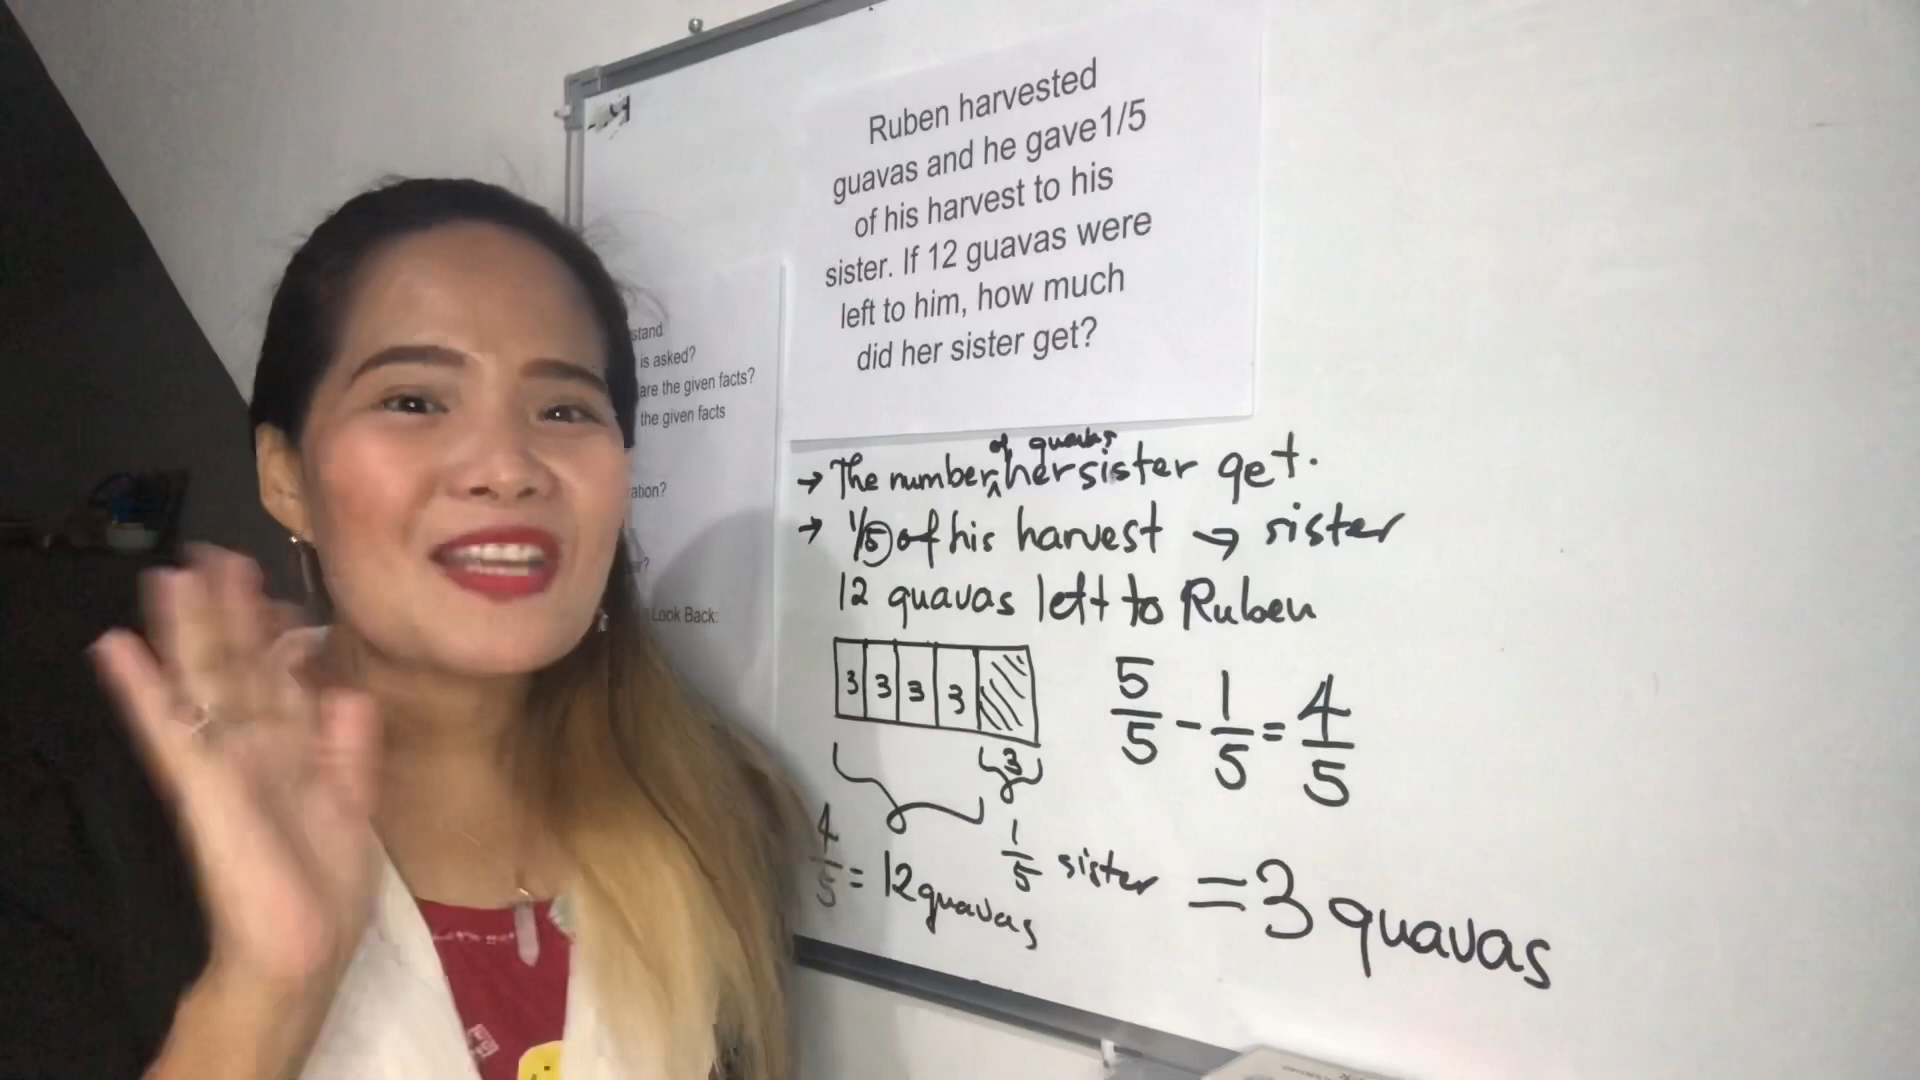 Ruben harvested
guavas and he gave1/5
of his harvest to his
sister. If 12 guavas were
left to him, how much
did her sister get?
stand
is asked?
are the given facts?
the given facts
ation?
Look Back:
of guavas
→ The number ^ her sister get.
→ 1/5 of his harvest → sister
12 guavas left to Ruben
3 3 3 3
3
5/5 - 1/5 = 4/5
4/5 = 12 guavas
1/5 sister = 3 guavas